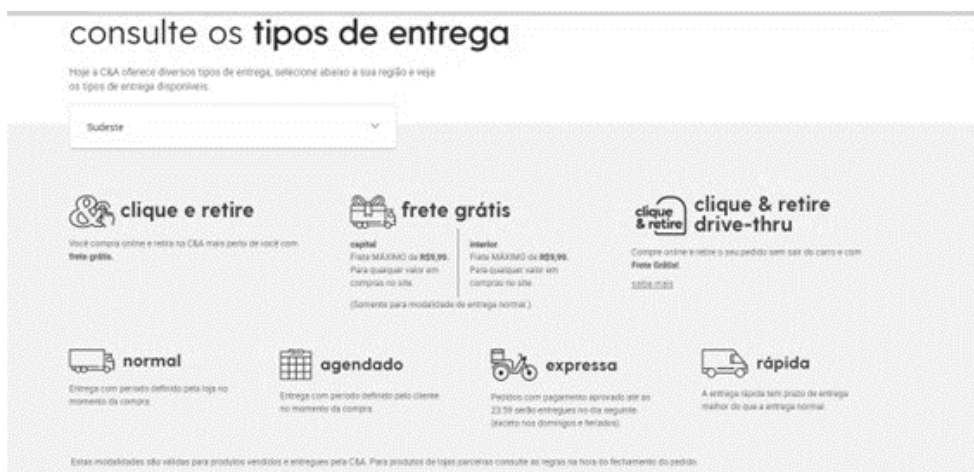 consulte os tipos de entrega
Hoje a C&A oferece diversos tipos de entrega, selecione abaixo a sua região e veja
os tipos de entrega disponíveis.
Sudeste
clique e retire
Você compra online e retira na C&A mais perto de você com
frete grátis.
frete grátis
capital
Frete MÁXIMO de R$9,99.
Para qualquer valor em
compras no site.
interior
Frete MÁXIMO de R$9,99.
Para qualquer valor em
compras no site.
(Somente para modalidade de entrega normal.)
clique
& retire
clique & retire
drive-thru
Compre online e retire o seu pedido sem sair do carro e com
Frete Grátis!
saiba mais
normal
Entrega com período definido pela loja no
momento da compra.
agendado
Entrega com período definido pelo cliente
no momento da compra.
expressa
Pedidos com pagamento aprovado até as
23:59 serão entregues no dia seguinte.
(exceto nos domingos e feriados).
rápida
A entrega rápida tem prazo de entrega
melhor do que a entrega normal.
Estas modalidades são válidas para produtos vendidos e entregues pela C&A. Para produtos de lojas parceiras consulte as regras na hora do fechamento do pedido.